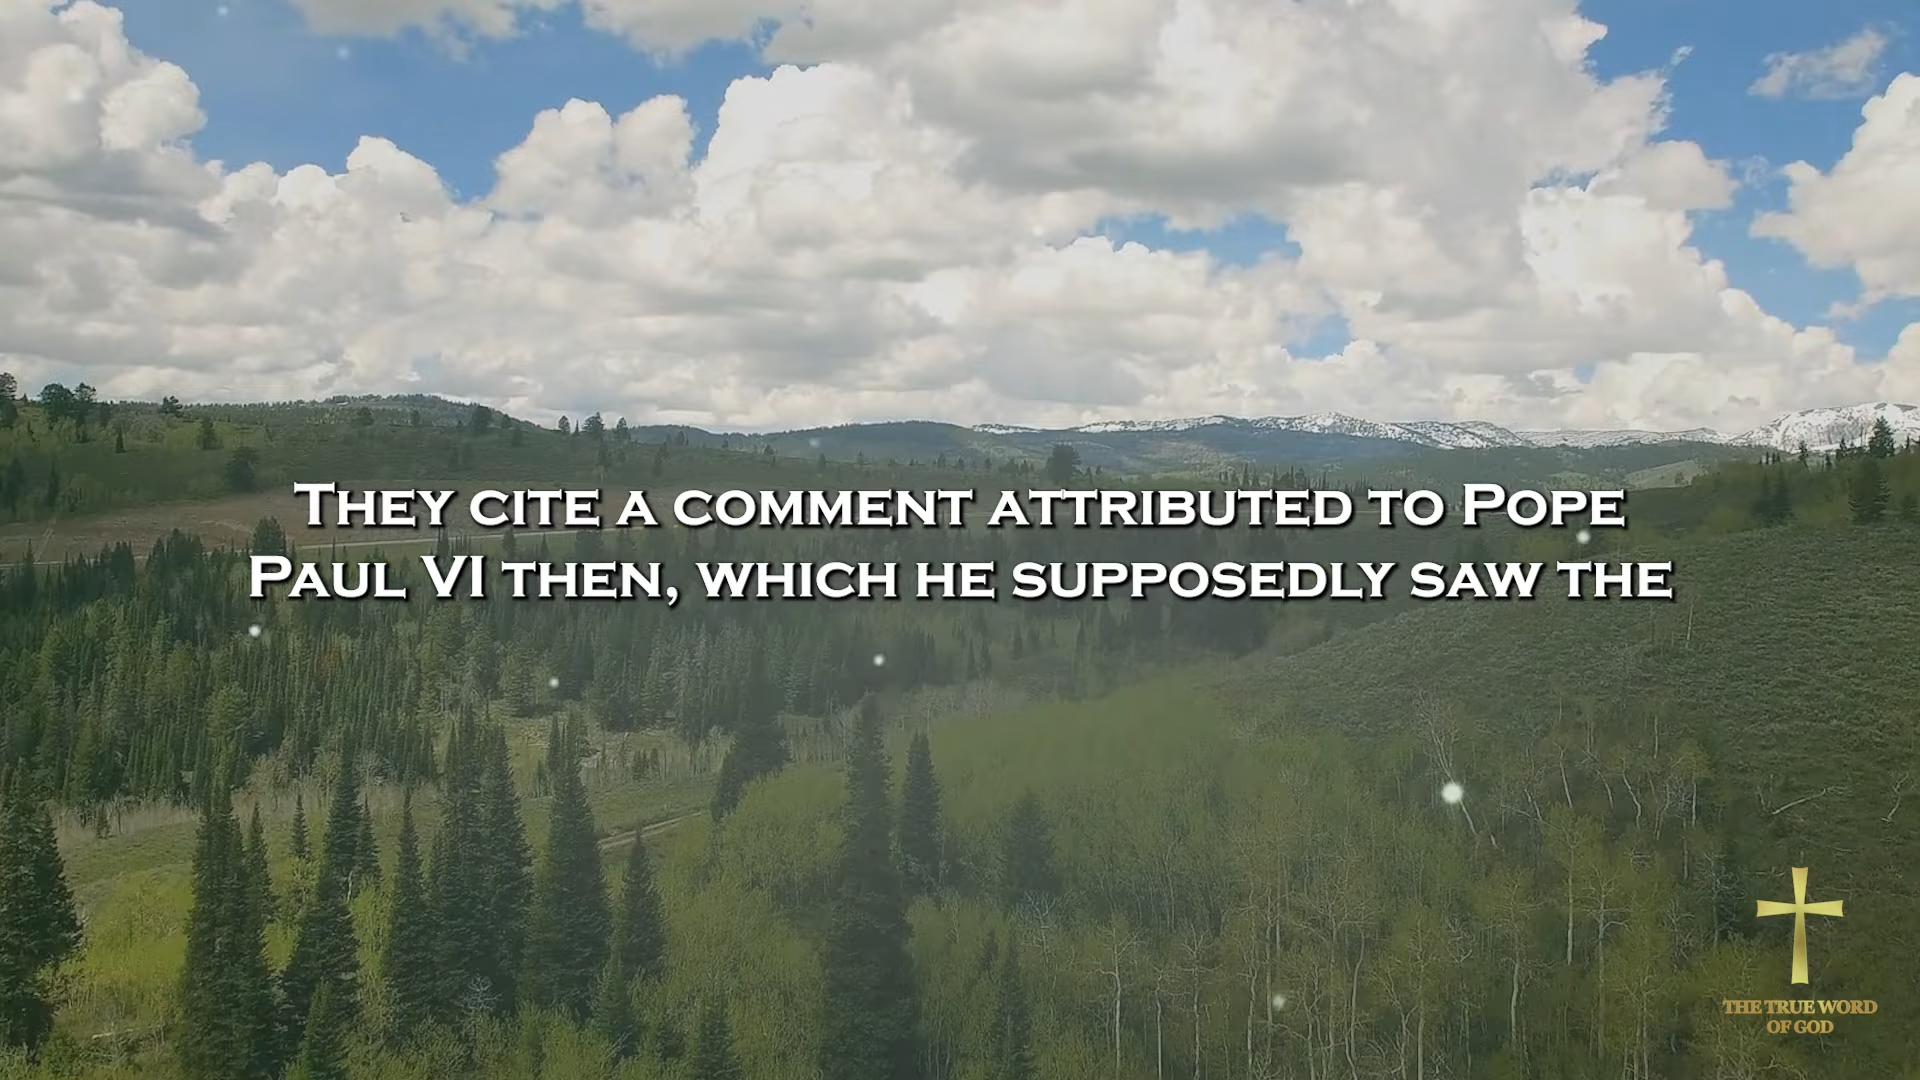 They cite a comment attributed to Pope
Paul VI then, which he supposedly saw the
THE TRUE WORD
OF GOD